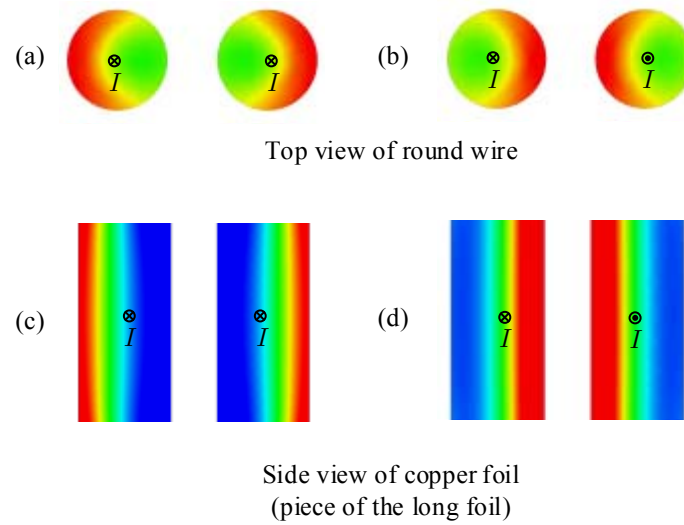 (a) I I (b) I I
Top view of round wire
(c) I I (d) I I
Side view of copper foil
(piece of the long foil)